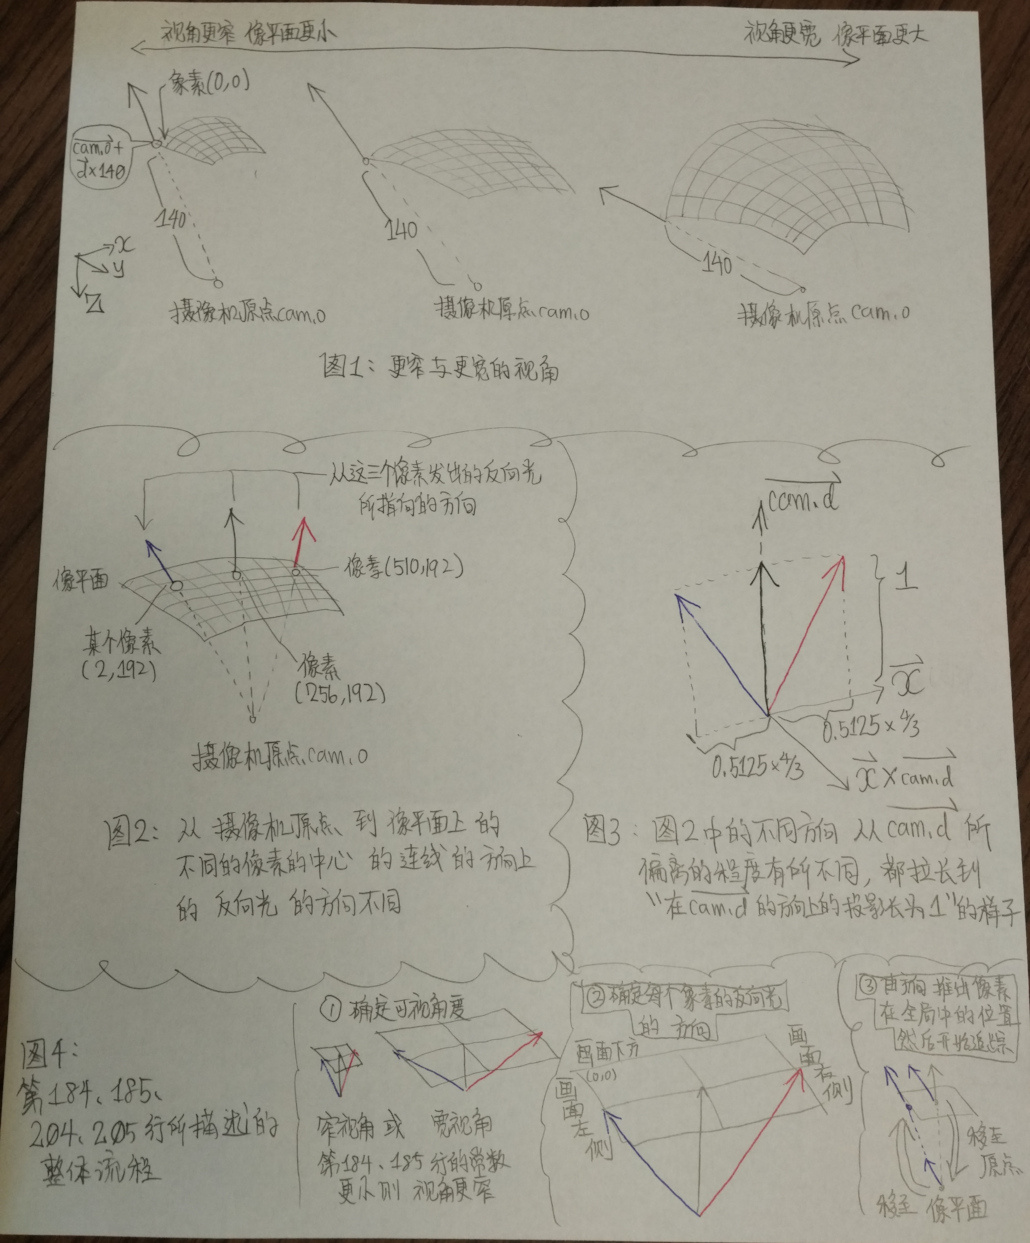 视角更窄 像平面更小
视角更宽 像平面更大
像素(0,0)
cam.o+
d×140
140
140
140
x
y
z
摄像机原点cam.o
摄像机原点cam.o
摄像机原点cam.o
图1: 更窄与更宽的视角
从这三个像素发出的反向光
所指向的方向
像平面
像素(510,192)
某个像素
(2,192)
像素
(256,192)
摄像机原点cam.o
图2: 从 摄像机原点 到 像平面上 的
不同的像素的中心 的连线的方向上
的 反向光 的方向不同
cam.d
1
x
0.5125×4/3
0.5125×4/3
x×cam.d
图3: 图2中的不同方向 从cam.d 所
偏离的程度有所不同, 都拉长到
"在cam.d的方向上的投影长为1"的样子
图4:
第184、185、
204、205行所描述的
整体流程
① 确定可视角度
窄视角 或 宽视角
第184、185行的常数
更小则 视角更窄
②确定每个像素的反向光
的 方向
画面下方
(0,0)
画面左侧
画面右侧
③ 由方向 推出像素
在全局中的位置
然后开始追踪
移至
原点
移至 像平面